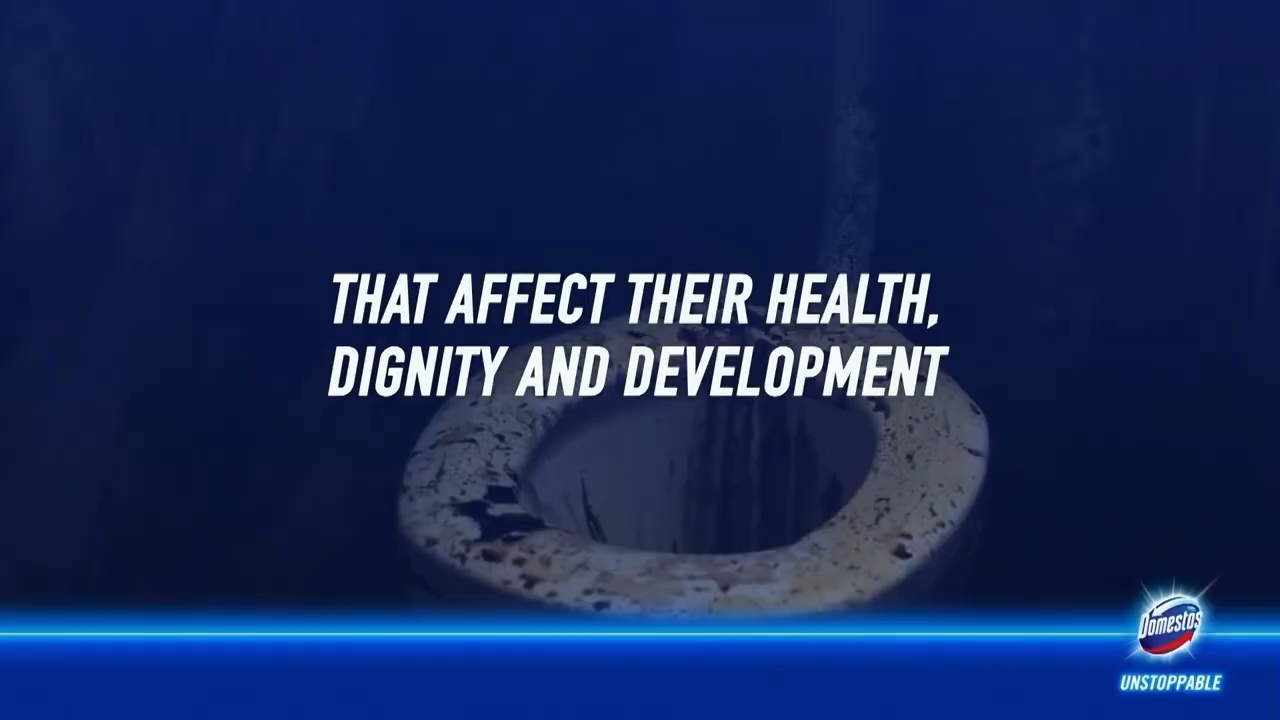 THAT AFFECT THEIR HEALTH,
DIGNITY AND DEVELOPMENT
Domestos
UNSTOPPABLE